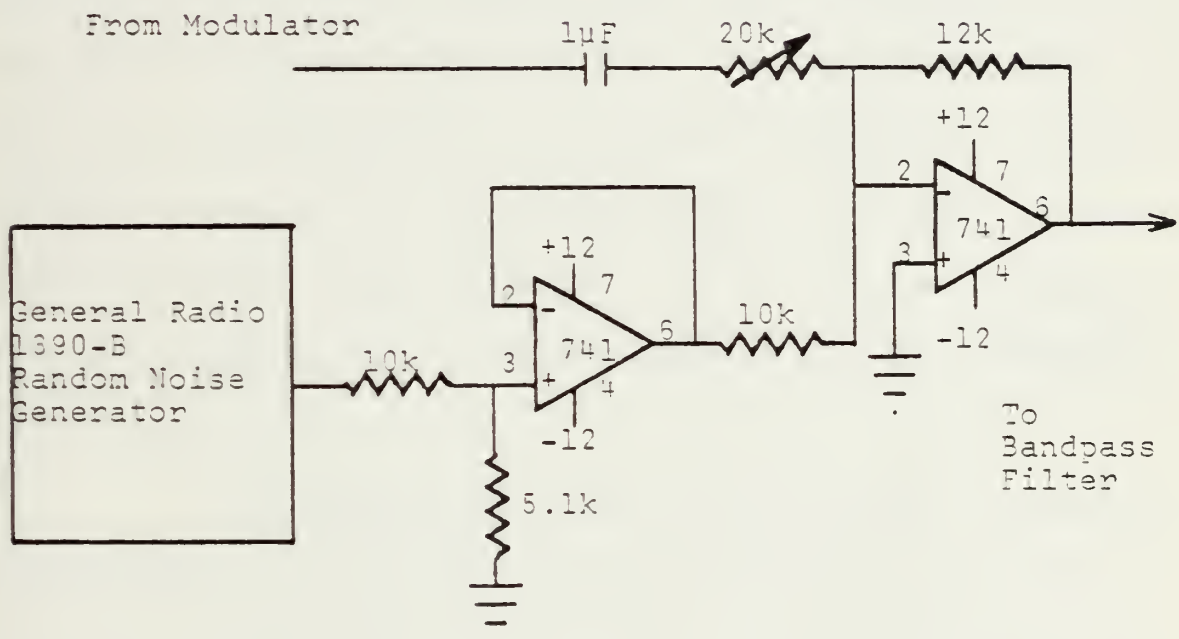 From Modulator
1µF
20k
12k
+12
7
2
-
741
6
3
+
4
-12
To
Bandpass
Filter
+12
7
2
-
741
6
3
+
4
-12
10k
General Radio
1390-B
Random Noise
Generator
10k
5.1k